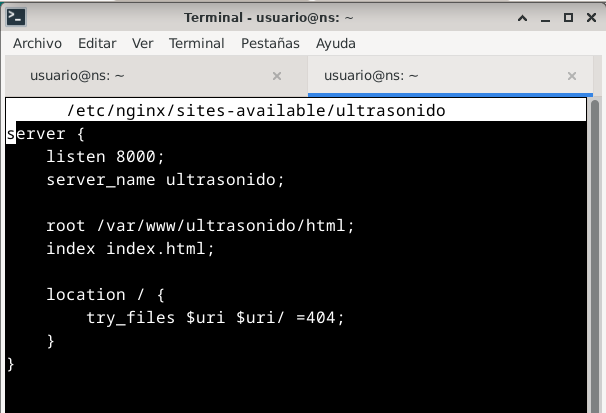 Terminal - usuario@ns: ~
Archivo Editar Ver Terminal Pestañas Ayuda
usuario@ns: ~ usuario@ns: ~
/etc/nginx/sites-available/ultrasonido
server {
    listen 8000;
    server_name ultrasonido;

    root /var/www/ultrasonido/html;
    index index.html;

    location / {
        try_files $uri $uri/ =404;
    }
}